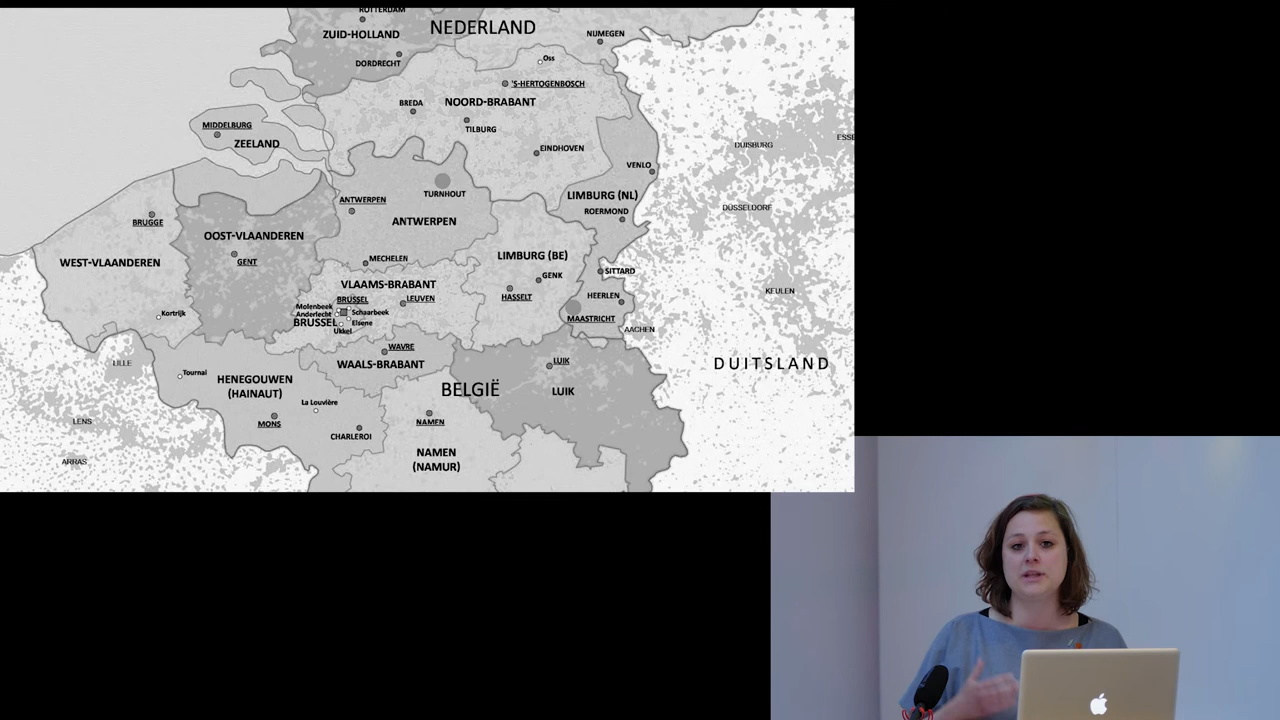 ROTTERDAM
NEDERLAND
ZUID-HOLLAND
NIJMEGEN
DORDRECHT
Oss
'S-HERTOGENBOSCH
BREDA
NOORD-BRABANT
MIDDELBURG
TILBURG
ZEELAND
ESSE
DUISBURG
EINDHOVEN
VENLO
TURNHOUT
LIMBURG (NL)
ANTWERPEN
DÜSSELDORF
ROERMOND
BRUGGE
ANTWERPEN
OOST-VLAANDEREN
LIMBURG (BE)
WEST-VLAANDEREN
GENT
MECHELEN
SITTARD
GENK
VLAAMS-BRABANT
KEULEN
HASSELT
HEERLEN
BRUSSEL
LEUVEN
Molenbeek
Anderlecht
Schaarbeek
Kortrijk
BRUSSEL
Elsene
MAASTRICHT
Ukkel
AACHEN
WAVRE
LILLE
WAALS-BRABANT
LUIK
DUITSLAND
Tournai
HENEGOUWEN
(HAINAUT)
BELGIË
LUIK
La Louvière
LENS
MONS
NAMEN
CHARLEROI
NAMEN
(NAMUR)
ARRAS